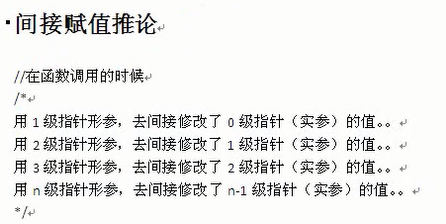 间接赋值推论
//在函数调用的时候
/*
用 1 级指针形参，去间接修改了 0 级指针（实参）的值。。
用 2 级指针形参，去间接修改了 1 级指针（实参）的值。。
用 3 级指针形参，去间接修改了 2 级指针（实参）的值。。
用 n 级指针形参，去间接修改了 n-1 级指针（实参）的值。。
*/